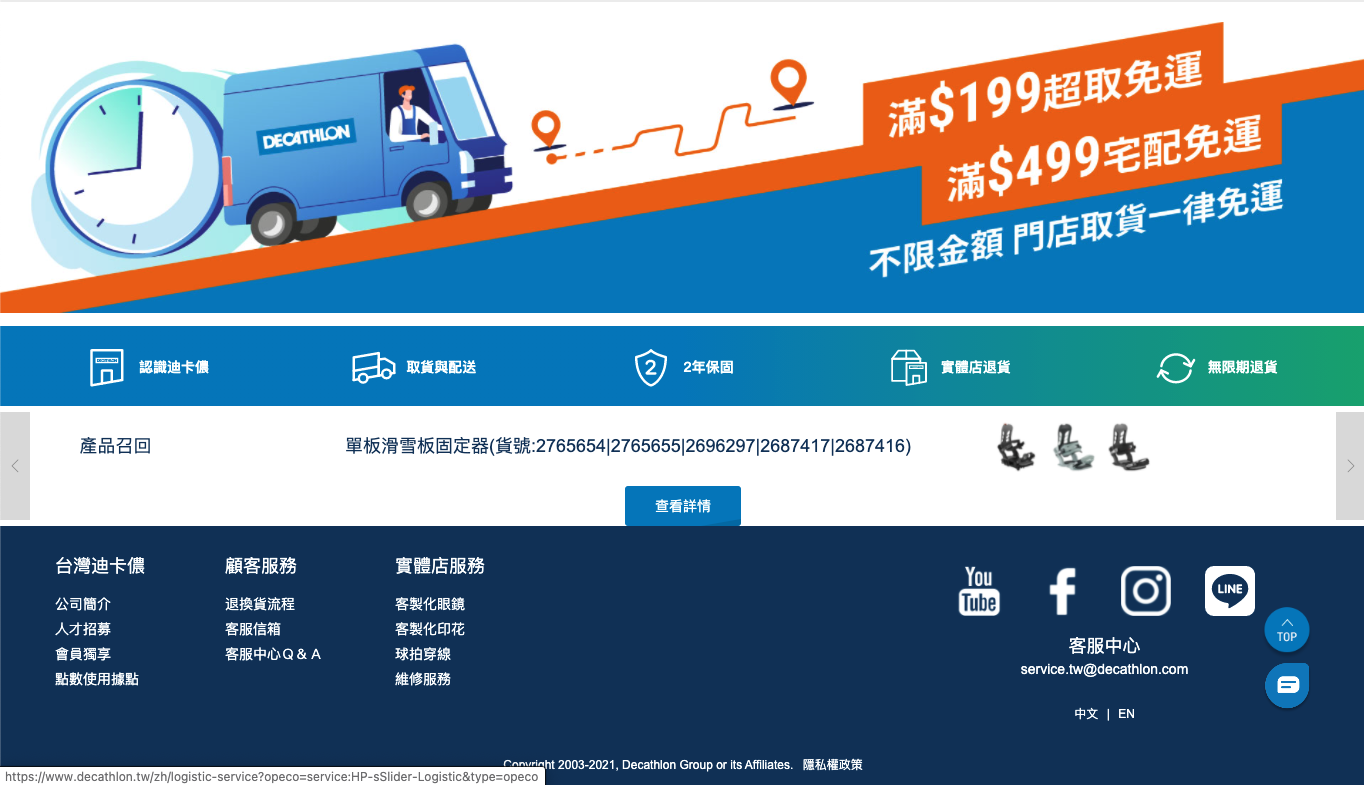 DECATHLON
滿$199超取免運
滿$499宅配免運
不限金額 門店取貨一律免運
DECATHLON
認識迪卡儂
取貨與配送
2
2年保固
實體店退貨
無限期退貨
產品召回
單板滑雪板固定器(貨號:2765654|2765655|2696297|2687417|2687416)
查看詳情
台灣迪卡儂
公司簡介
人才招募
會員獨享
點數使用據點
顧客服務
退換貨流程
客服信箱
客服中心Q & A
實體店服務
客製化眼鏡
客製化印花
球拍穿線
維修服務
You
Tube
LINE
客服中心
service.tw@decathlon.com
中文 | EN
TOP
Copyright 2003-2021, Decathlon Group or its Affiliates. 隱私權政策
https://www.decathlon.tw/zh/logistic-service?opeco=service:HP-sSlider-Logistic&type=opeco